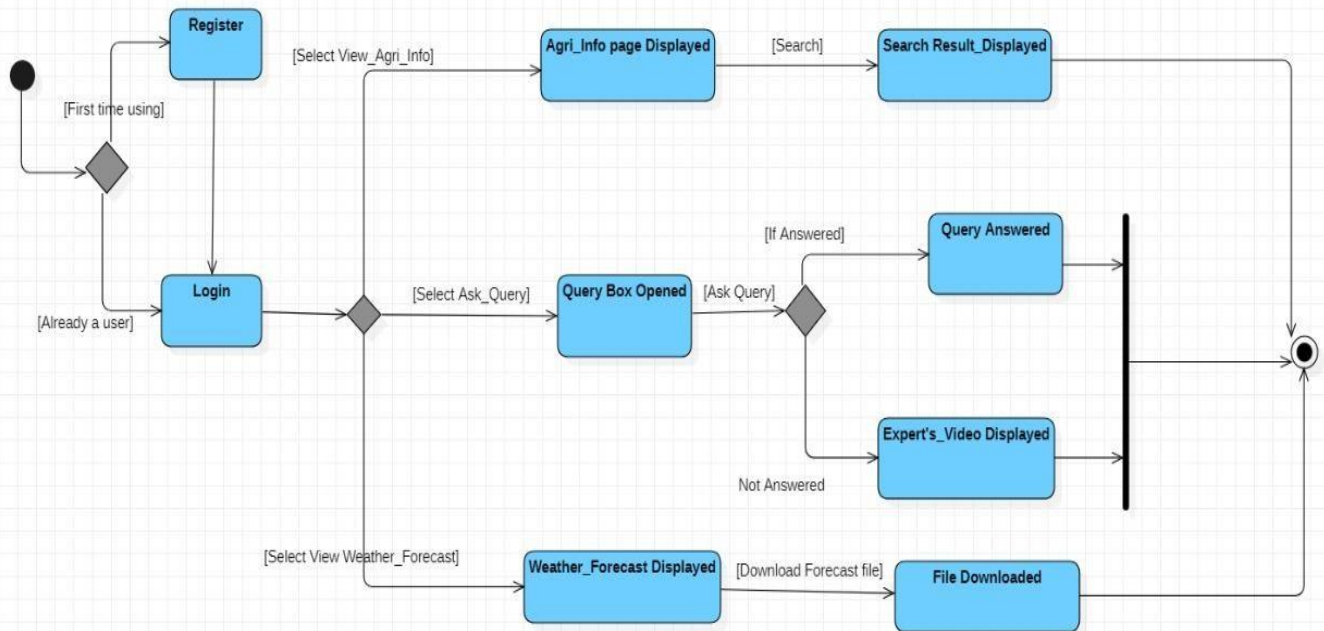 Register
[Select View_Agri_Info]
Agri_Info page Displayed
[Search]
Search Result_Displayed
[First time using]
[If Answered]
Query Answered
Login
[Select Ask_Query]
Query Box Opened
[Ask Query]
[Already a user]
Expert's_Video Displayed
Not Answered
[Select View Weather_Forecast]
Weather_Forecast Displayed
[Download Forecast file]
File Downloaded